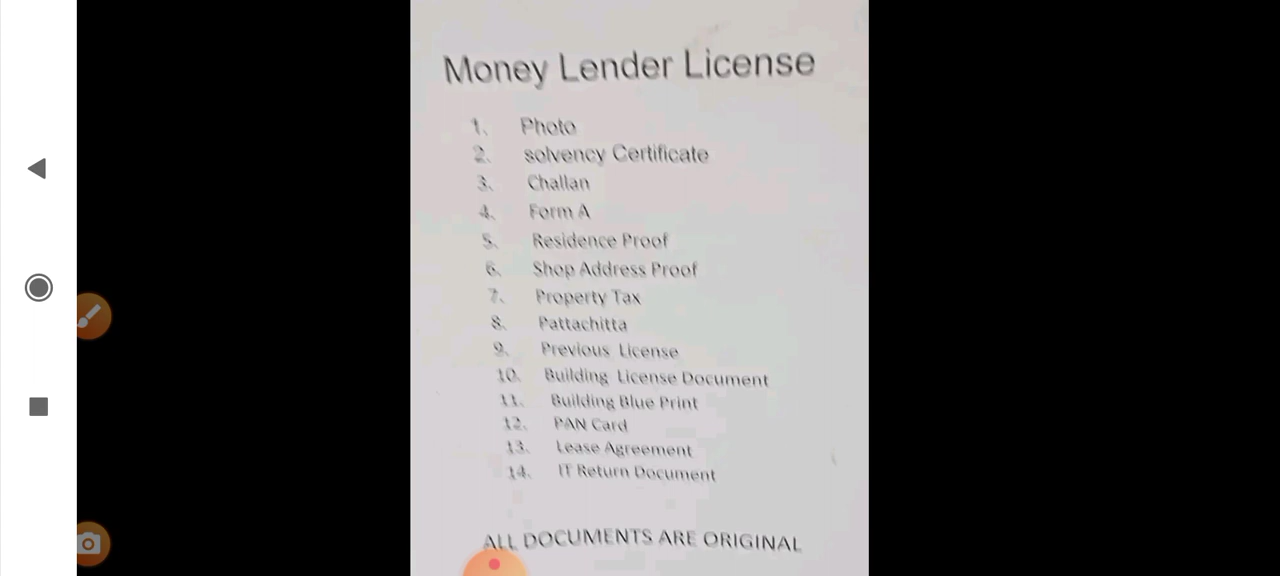 Money Lender License
1. Photo
2. solvency Certificate
3. Challan
4. Form A
5. Residence Proof
6. Shop Address Proof
7. Property Tax
8. Pattachitta
9. Previous License
10. Building License Document
11. Building Blue Print
12. PAN Card
13. Lease Agreement
14. IT Return Document
ALL DOCUMENTS ARE ORIGINAL